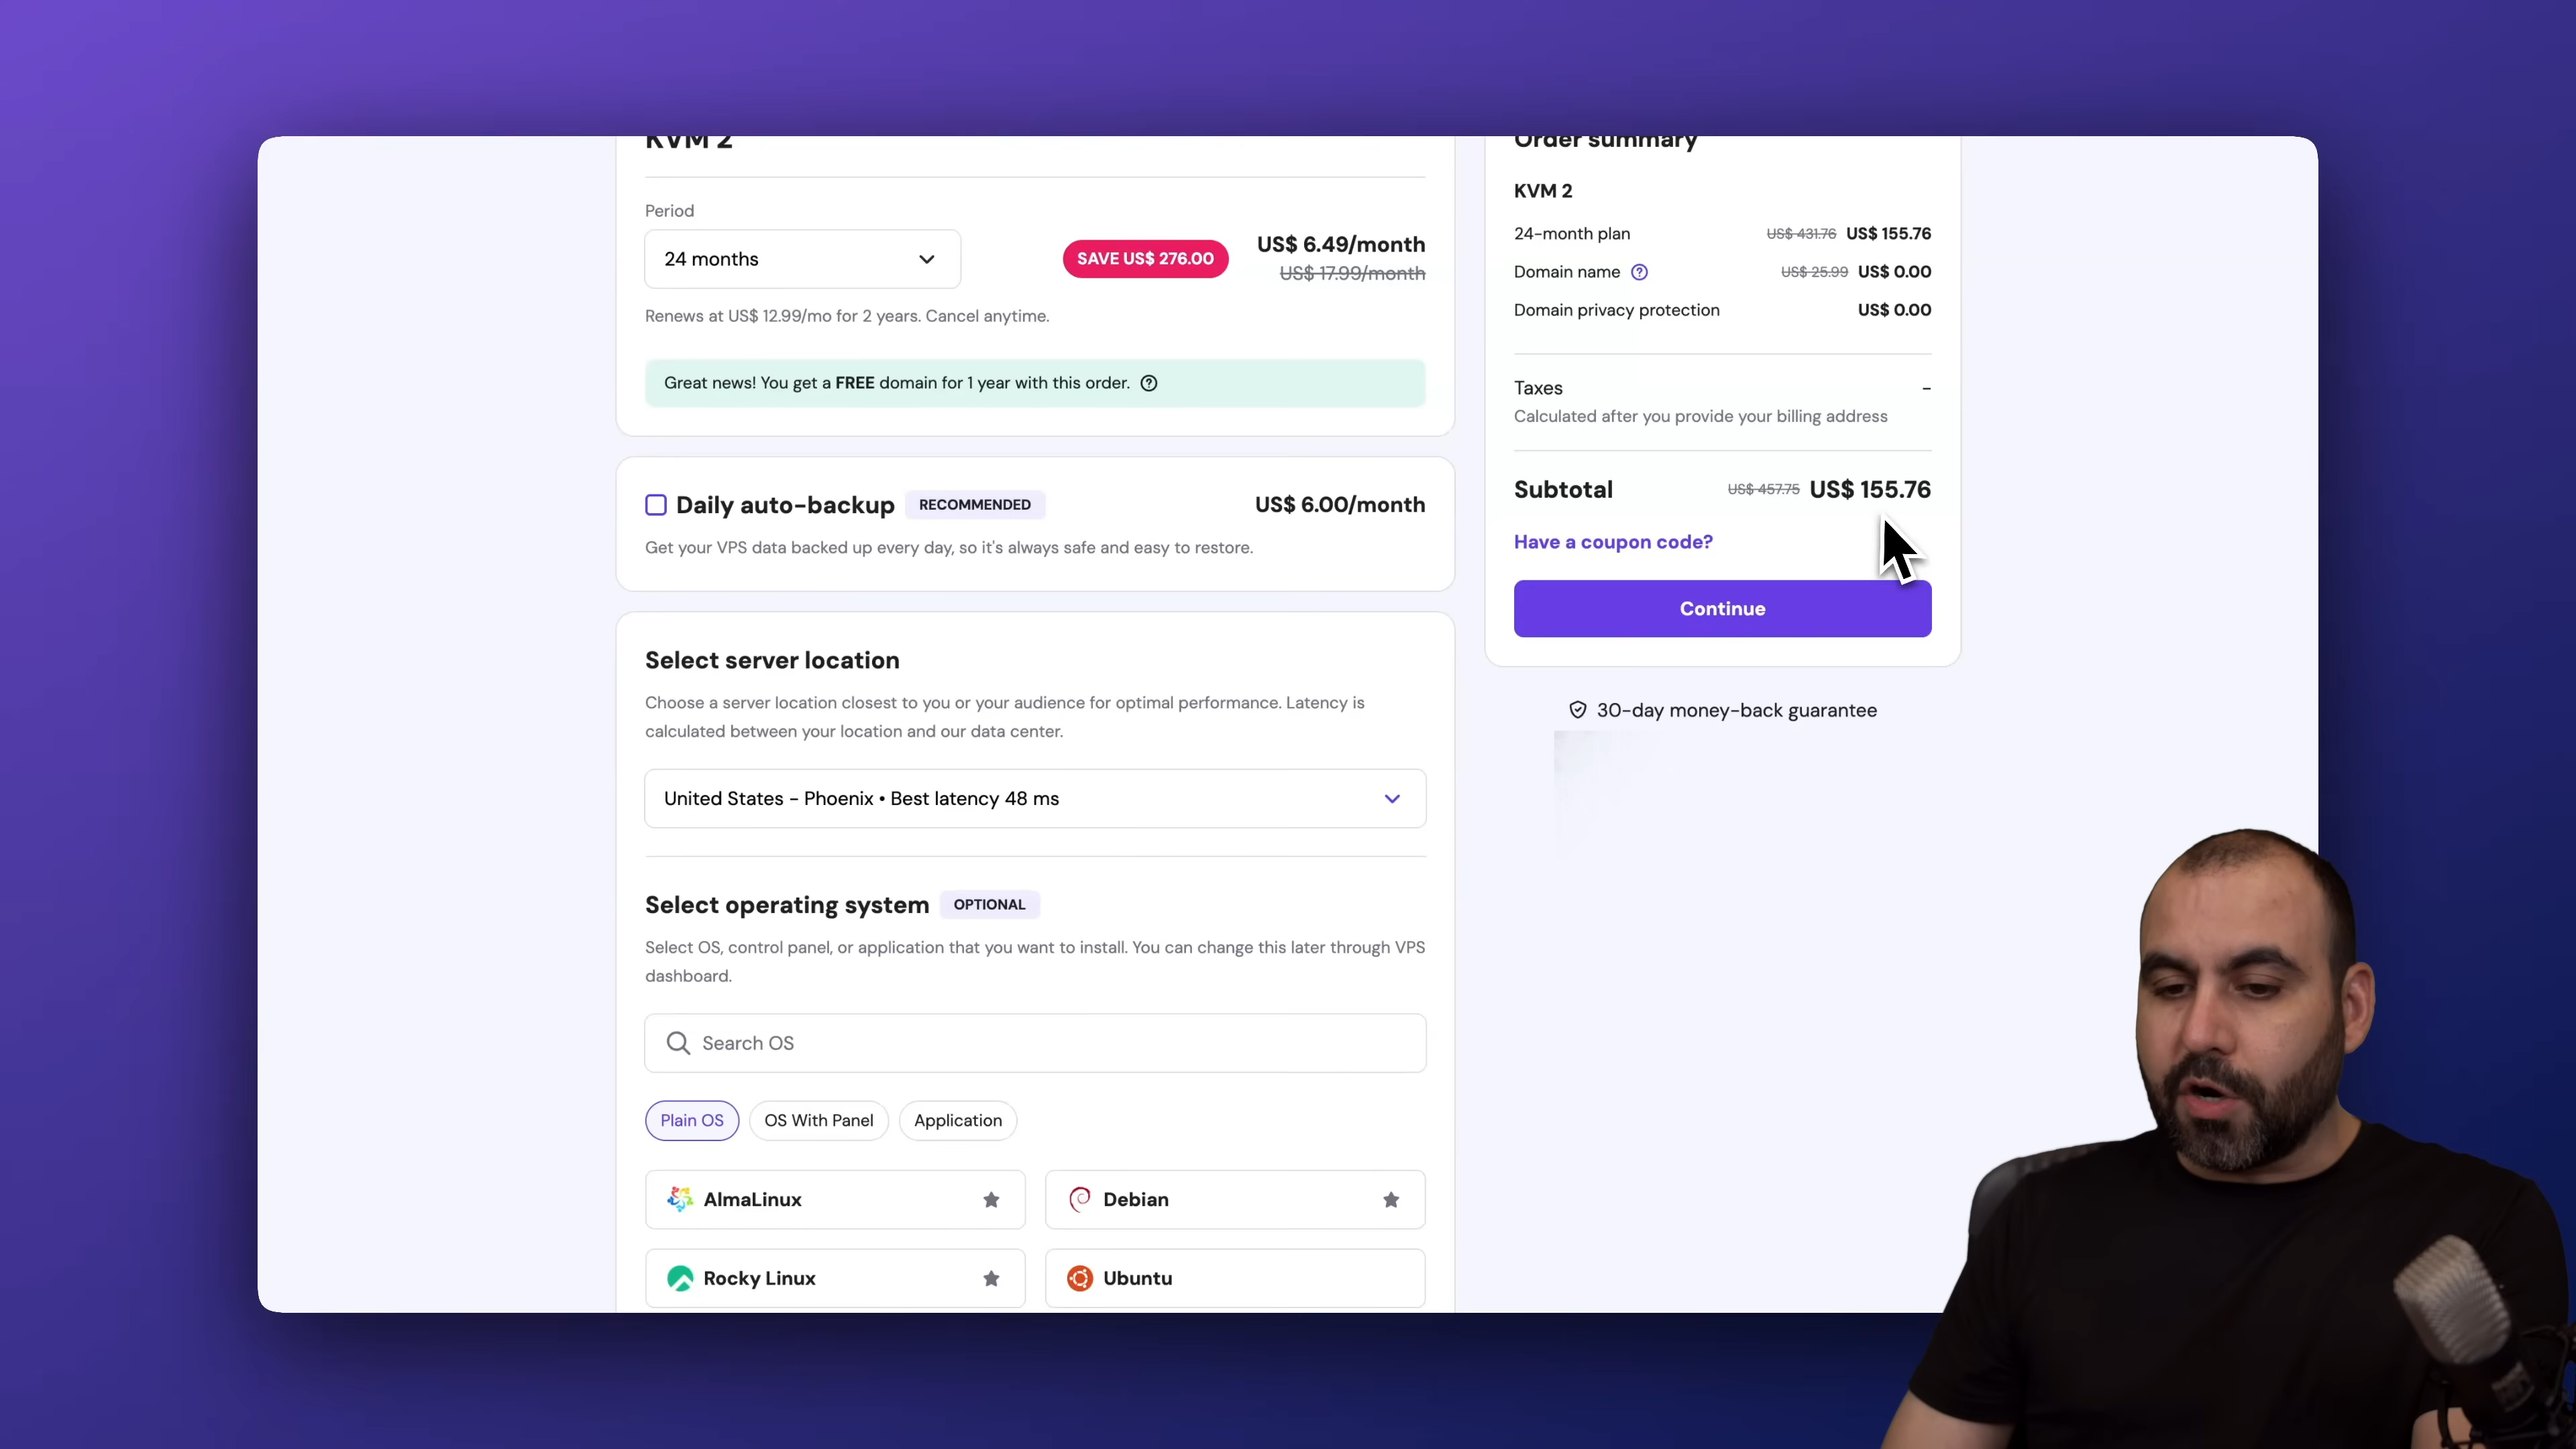 KVM 2
Period
24 months
SAVE US$ 276.00
US$ 6.49/month
US$ 17.99/month
Renews at US$ 12.99/mo for 2 years. Cancel anytime.
Great news! You get a FREE domain for 1 year with this order.
Daily auto-backup RECOMMENDED US$ 6.00/month
Get your VPS data backed up every day, so it's always safe and easy to restore.
Select server location
Choose a server location closest to you or your audience for optimal performance. Latency is
calculated between your location and our data center.
United States - Phoenix • Best latency 48 ms
Select operating system OPTIONAL
Select OS, control panel, or application that you want to install. You can change this later through VPS
dashboard.
Search OS
Plain OS OS With Panel Application
AlmaLinux Debian
Rocky Linux Ubuntu
Order summary
KVM 2
24-month plan US$ 431.76 US$ 155.76
Domain name US$ 25.99 US$ 0.00
Domain privacy protection US$ 0.00
Taxes -
Calculated after you provide your billing address
Subtotal US$ 457.75 US$ 155.76
Have a coupon code?
Continue
30-day money-back guarantee